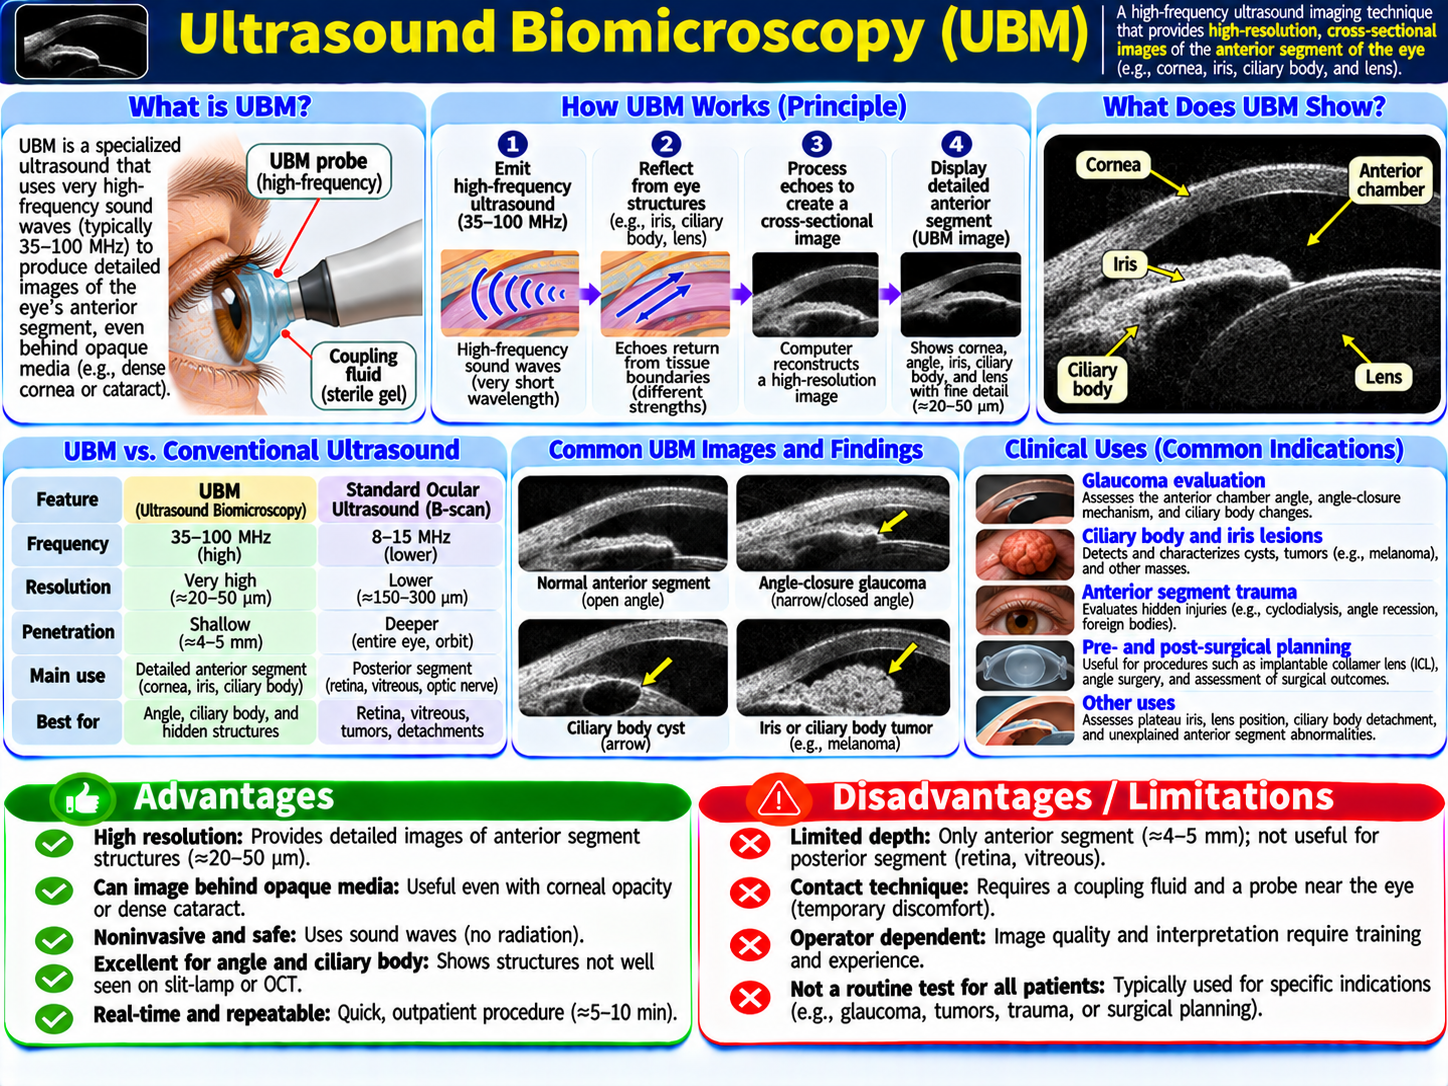 Ultrasound Biomicroscopy (UBM)
A high-frequency ultrasound imaging technique
that provides high-resolution, cross-sectional
images of the anterior segment of the eye
(e.g., cornea, iris, ciliary body, and lens).
What is UBM?
UBM is a specialized
ultrasound that
uses very high-
frequency sound
waves (typically
35–100 MHz) to
produce detailed
images of the
eye's anterior
segment, even
behind opaque
media (e.g., dense
cornea or cataract).
UBM probe
(high-frequency)
Coupling
fluid
(sterile gel)
How UBM Works (Principle)
1
Emit
high-frequency
ultrasound
(35–100 MHz)
High-frequency
sound waves
(very short
wavelength)
2
Reflect
from eye
structures
(e.g., iris, ciliary
body, lens)
Echoes return
from tissue
boundaries
(different
strengths)
3
Process
echoes to
create a
cross-sectional
image
Computer
reconstructs
a high-resolution
image
4
Display
detailed
anterior
segment
(UBM image)
Shows cornea,
angle, iris, ciliary
body, and lens
with fine detail
(≈20–50 µm)
What Does UBM Show?
Cornea
Anterior
chamber
Iris
Ciliary
body
Lens
UBM vs. Conventional Ultrasound
Feature
UBM
(Ultrasound Biomicroscopy)
Standard Ocular
Ultrasound (B-scan)
Frequency
35–100 MHz
(high)
8–15 MHz
(lower)
Resolution
Very high
(≈20–50 µm)
Lower
(≈150–300 µm)
Penetration
Shallow
(≈4–5 mm)
Deeper
(entire eye, orbit)
Main use
Detailed anterior segment
(cornea, iris, ciliary body)
Posterior segment
(retina, vitreous, optic nerve)
Best for
Angle, ciliary body, and
hidden structures
Retina, vitreous,
tumors, detachments
Common UBM Images and Findings
Normal anterior segment
(open angle)
Angle-closure glaucoma
(narrow/closed angle)
Ciliary body cyst
(arrow)
Iris or ciliary body tumor
(e.g., melanoma)
Clinical Uses (Common Indications)
Glaucoma evaluation
Assesses the anterior chamber angle, angle-closure
mechanism, and ciliary body changes.
Ciliary body and iris lesions
Detects and characterizes cysts, tumors (e.g., melanoma),
and other masses.
Anterior segment trauma
Evaluates hidden injuries (e.g., cyclodialysis, angle recession,
foreign bodies).
Pre- and post-surgical planning
Useful for procedures such as implantable collamer lens (ICL),
angle surgery, and assessment of surgical outcomes.
Other uses
Assesses plateau iris, lens position, ciliary body detachment,
and unexplained anterior segment abnormalities.
Advantages
High resolution: Provides detailed images of anterior segment
structures (≈20–50 µm).
Can image behind opaque media: Useful even with corneal opacity
or dense cataract.
Noninvasive and safe: Uses sound waves (no radiation).
Excellent for angle and ciliary body: Shows structures not well
seen on slit-lamp or OCT.
Real-time and repeatable: Quick, outpatient procedure (≈5–10 min).
Disadvantages / Limitations
Limited depth: Only anterior segment (≈4–5 mm); not useful for
posterior segment (retina, vitreous).
Contact technique: Requires a coupling fluid and a probe near the eye
(temporary discomfort).
Operator dependent: Image quality and interpretation require training
and experience.
Not a routine test for all patients: Typically used for specific indications
(e.g., glaucoma, tumors, trauma, or surgical planning).